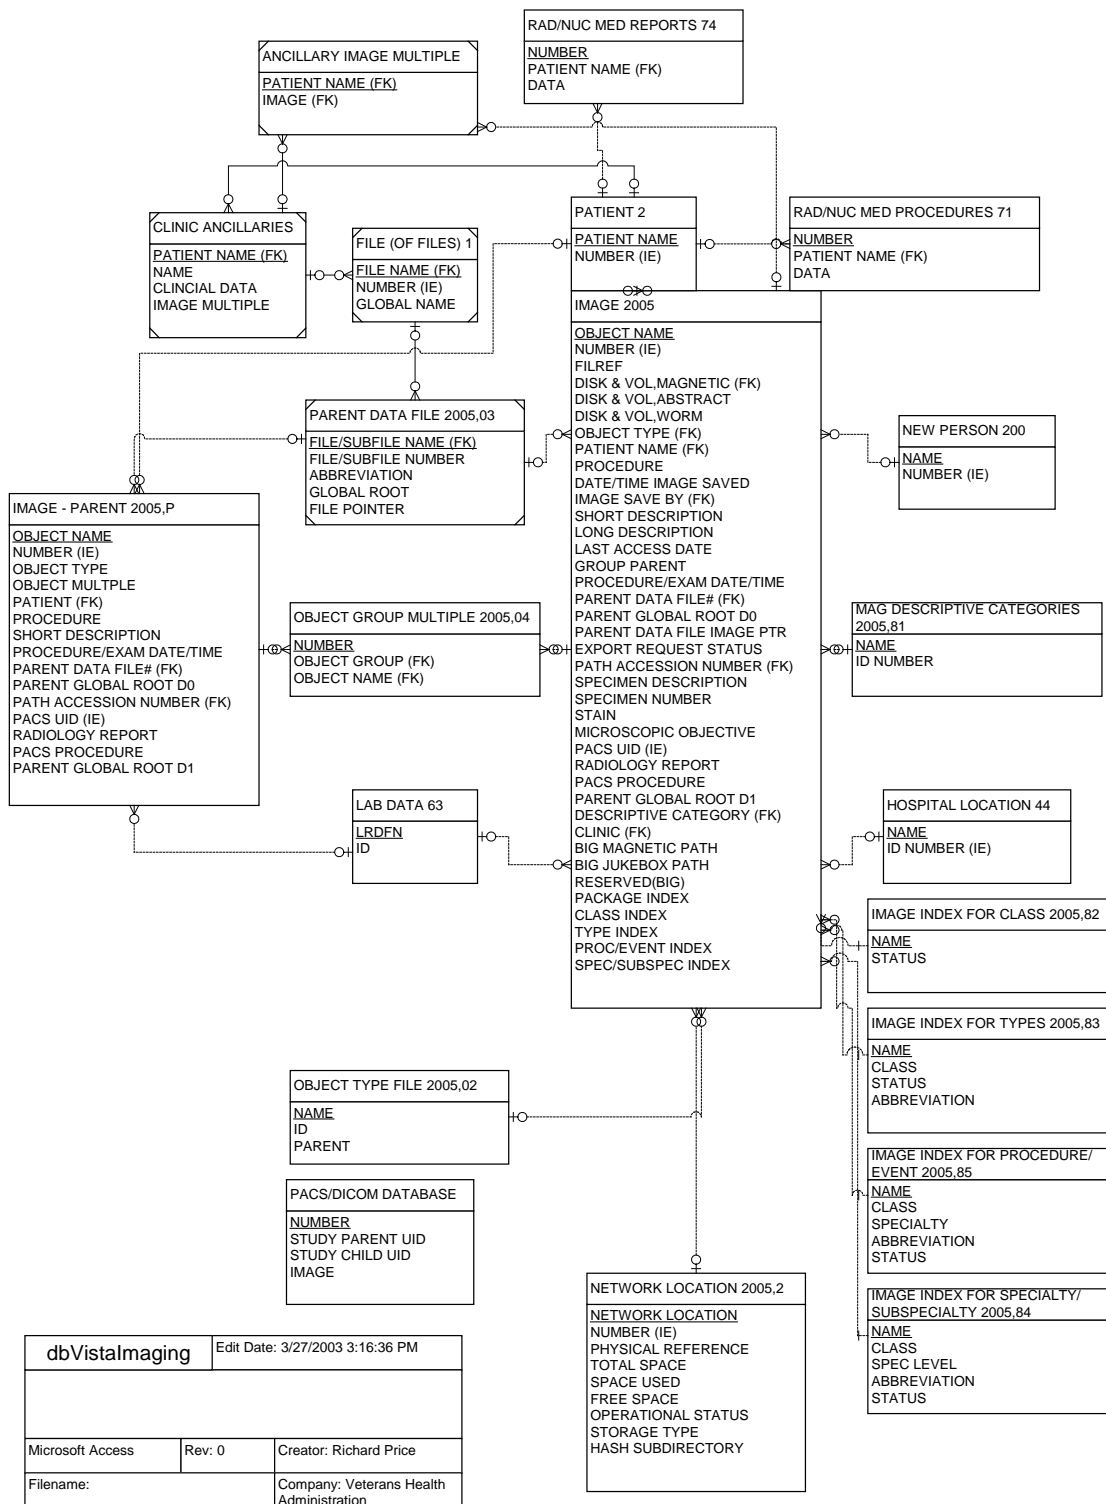 RAD/NUC MED REPORTS 74
NUMBER
PATIENT NAME (FK)
DATA
ANCILLARY IMAGE MULTIPLE
PATIENT NAME (FK)
IMAGE (FK)
CLINIC ANCILLARIES
PATIENT NAME (FK)
NAME
CLINCIAL DATA
IMAGE MULTIPLE
FILE (OF FILES) 1
FILE NAME (FK)
NUMBER (IE)
GLOBAL NAME
PATIENT 2
PATIENT NAME
NUMBER (IE)
RAD/NUC MED PROCEDURES 71
NUMBER
PATIENT NAME (FK)
DATA
IMAGE 2005
OBJECT NAME
NUMBER (IE)
FILREF
DISK & VOL,MAGNETIC (FK)
DISK & VOL,ABSTRACT
DISK & VOL,WORM
OBJECT TYPE (FK)
PATIENT NAME (FK)
PROCEDURE
DATE/TIME IMAGE SAVED
IMAGE SAVE BY (FK)
SHORT DESCRIPTION
LONG DESCRIPTION
LAST ACCESS DATE
GROUP PARENT
PROCEDURE/EXAM DATE/TIME
PARENT DATA FILE# (FK)
PARENT GLOBAL ROOT D0
PARENT DATA FILE IMAGE PTR
EXPORT REQUEST STATUS
PATH ACCESSION NUMBER (FK)
SPECIMEN DESCRIPTION
SPECIMEN NUMBER
STAIN
MICROSCOPIC OBJECTIVE
PACS UID (IE)
RADIOLOGY REPORT
PACS PROCEDURE
PARENT GLOBAL ROOT D1
DESCRIPTIVE CATEGORY (FK)
CLINIC (FK)
BIG MAGNETIC PATH
BIG JUKEBOX PATH
RESERVED(BIG)
PACKAGE INDEX
CLASS INDEX
TYPE INDEX
PROC/EVENT INDEX
SPEC/SUBSPEC INDEX
PARENT DATA FILE 2005,03
FILE/SUBFILE NAME (FK)
FILE/SUBFILE NUMBER
ABBREVIATION
GLOBAL ROOT
FILE POINTER
NEW PERSON 200
NAME
NUMBER (IE)
IMAGE - PARENT 2005,P
OBJECT NAME
NUMBER (IE)
OBJECT TYPE
OBJECT MULTPLE
PATIENT (FK)
PROCEDURE
SHORT DESCRIPTION
PROCEDURE/EXAM DATE/TIME
PARENT DATA FILE# (FK)
PARENT GLOBAL ROOT D0
PATH ACCESSION NUMBER (FK)
PACS UID (IE)
RADIOLOGY REPORT
PACS PROCEDURE
PARENT GLOBAL ROOT D1
OBJECT GROUP MULTIPLE 2005,04
NUMBER
OBJECT GROUP (FK)
OBJECT NAME (FK)
MAG DESCRIPTIVE CATEGORIES
2005,81
NAME
ID NUMBER
LAB DATA 63
LRDFN
ID
HOSPITAL LOCATION 44
NAME
ID NUMBER (IE)
IMAGE INDEX FOR CLASS 2005,82
NAME
STATUS
IMAGE INDEX FOR TYPES 2005,83
NAME
CLASS
STATUS
ABBREVIATION
OBJECT TYPE FILE 2005,02
NAME
ID
PARENT
IMAGE INDEX FOR PROCEDURE/
EVENT 2005,85
NAME
CLASS
SPECIALTY
ABBREVIATION
STATUS
PACS/DICOM DATABASE
NUMBER
STUDY PARENT UID
STUDY CHILD UID
IMAGE
NETWORK LOCATION 2005,2
NETWORK LOCATION
NUMBER (IE)
PHYSICAL REFERENCE
TOTAL SPACE
SPACE USED
FREE SPACE
OPERATIONAL STATUS
STORAGE TYPE
HASH SUBDIRECTORY
IMAGE INDEX FOR SPECIALTY/
SUBSPECIALTY 2005,84
NAME
CLASS
SPEC LEVEL
ABBREVIATION
STATUS
dbVistaImaging
Edit Date: 3/27/2003 3:16:36 PM
Microsoft Access
Rev: 0
Creator: Richard Price
Filename:
Company: Veterans Health
Administration